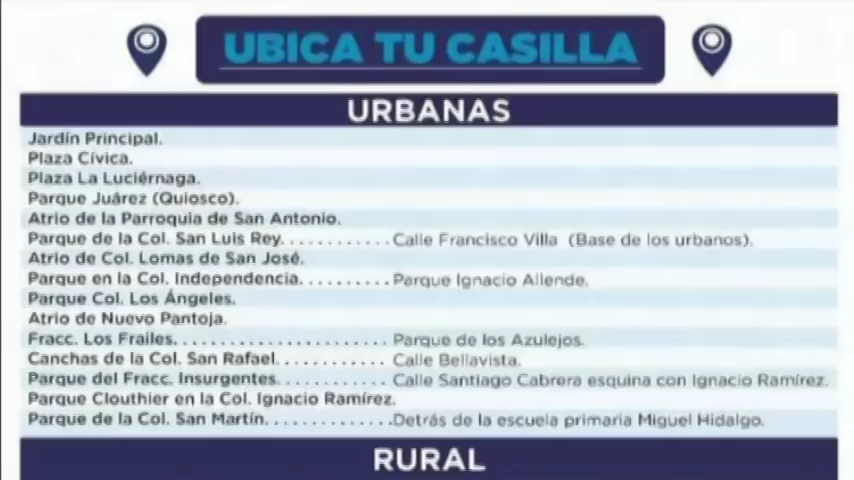 UBICA TU CASILLA
URBANAS
Jardín Principal.
Plaza Cívica.
Plaza La Luciérnaga.
Parque Juárez (Quiosco).
Atrio de la Parroquia de San Antonio.
Parque de la Col. San Luis Rey. . . . . . . . . . . Calle Francisco Villa (Base de los urbanos).
Atrio de Col. Lomas de San José.
Parque en la Col. Independencia. . . . . . . . . Parque Ignacio Allende.
Parque Col. Los Ángeles.
Atrio de Nuevo Pantoja.
Fracc. Los Frailes. . . . . . . . . . . . . . . . . . . . . . Parque de los Azulejos.
Canchas de la Col. San Rafael. . . . . . . . . . . . Calle Bellavista.
Parque del Fracc. Insurgentes. . . . . . . . . . . . Calle Santiago Cabrera esquina con Ignacio Ramírez.
Parque Clouthier en la Col. Ignacio Ramírez.
Parque de la Col. San Martín. . . . . . . . . . . . . Detrás de la escuela primaria Miguel Hidalgo.
RURAL